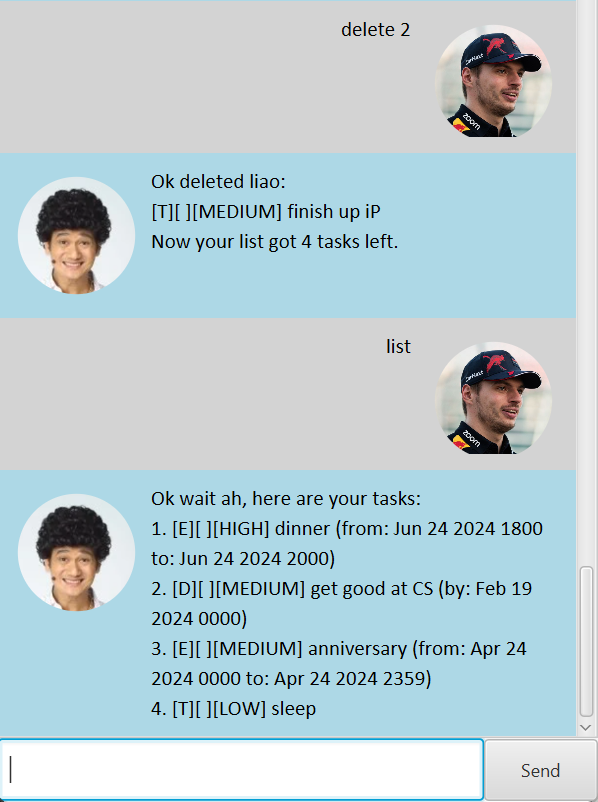 delete 2
zoom
Ok deleted liao:
[T][ ][MEDIUM] finish up iP
Now your list got 4 tasks left.
list
zoom
Ok wait ah, here are your tasks:
1. [E][ ][HIGH] dinner (from: Jun 24 2024 1800
to: Jun 24 2024 2000)
2. [D][ ][MEDIUM] get good at CS (by: Feb 19
2024 0000)
3. [E][ ][MEDIUM] anniversary (from: Apr 24
2024 0000 to: Apr 24 2024 2359)
4. [T][ ][LOW] sleep
Send